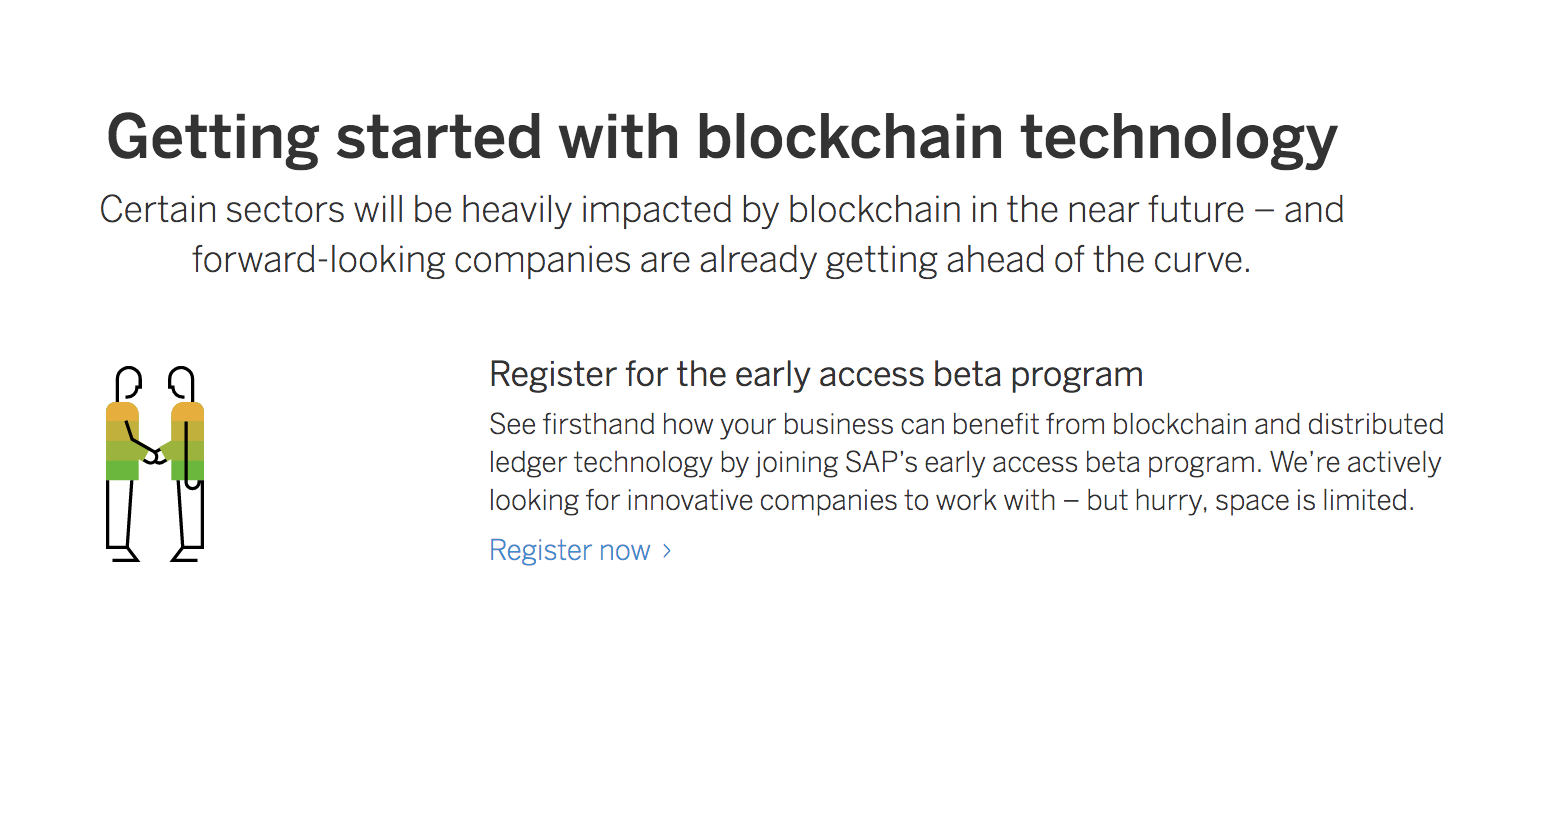 Getting started with blockchain technology
Certain sectors will be heavily impacted by blockchain in the near future – and
forward-looking companies are already getting ahead of the curve.
Register for the early access beta program
See firsthand how your business can benefit from blockchain and distributed
ledger technology by joining SAP’s early access beta program. We’re actively
looking for innovative companies to work with – but hurry, space is limited.
Register now >